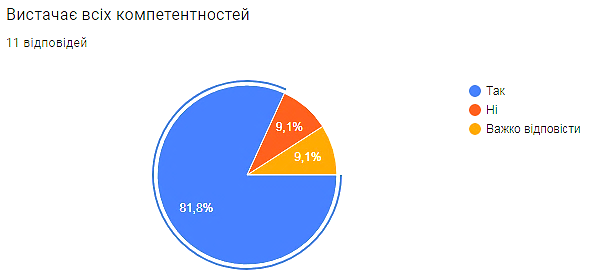 Вистачає всіх компетентностей
11 відповідей
Так
Ні
Важко відповісти
9,1%
9,1%
81,8%